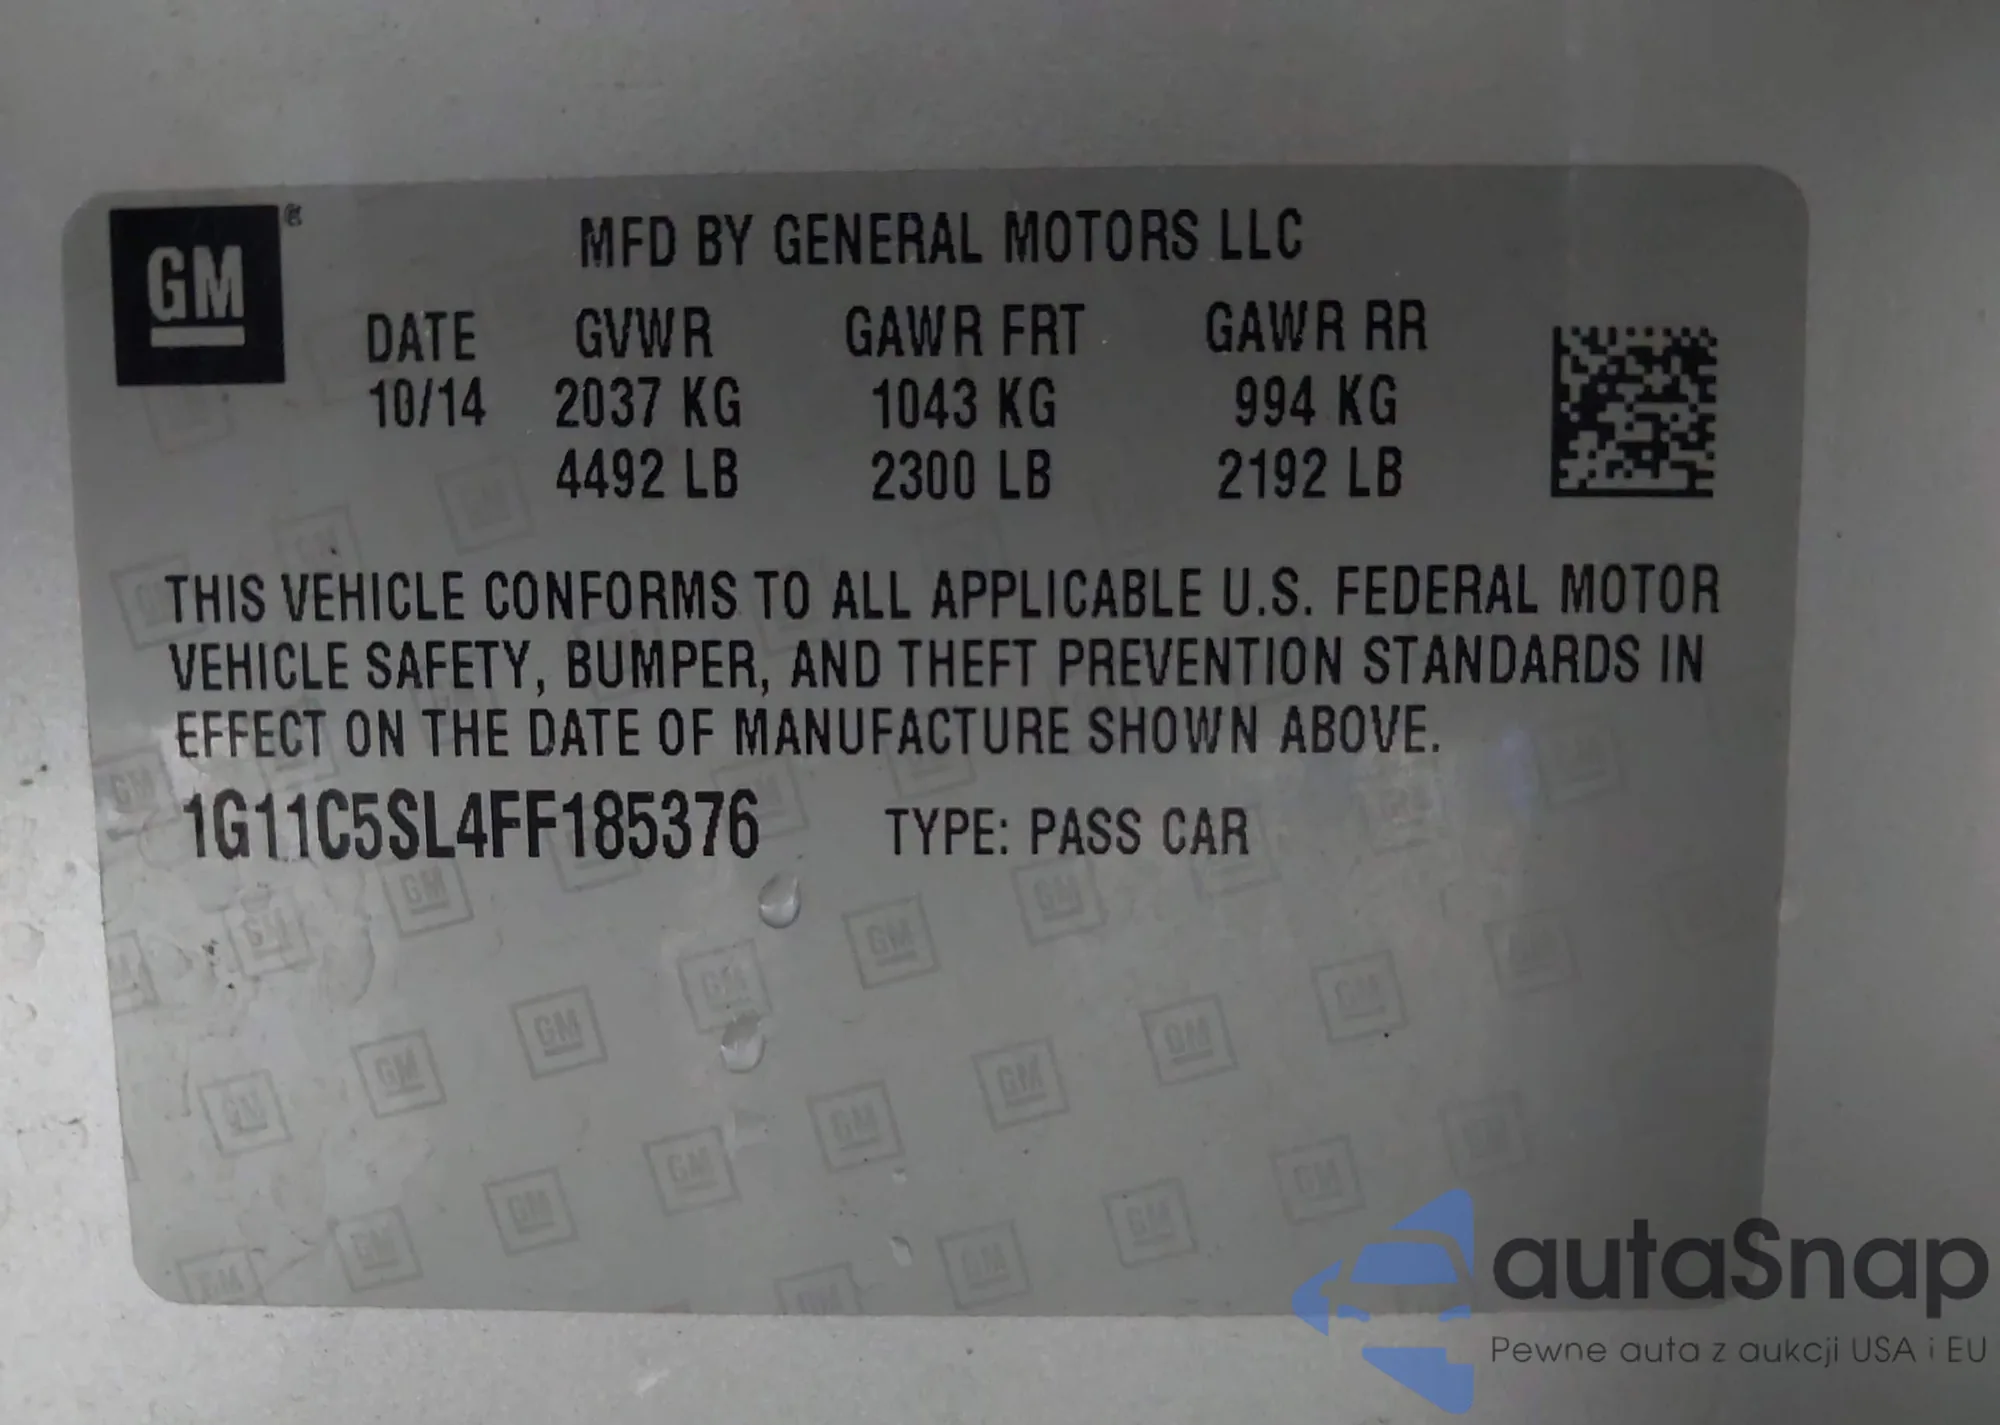 GM®
MFD BY GENERAL MOTORS LLC
DATE GVWR GAWR FRT GAWR RR
10/14 2037 KG 1043 KG 994 KG
4492 LB 2300 LB 2192 LB
THIS VEHICLE CONFORMS TO ALL APPLICABLE U.S. FEDERAL MOTOR
VEHICLE SAFETY, BUMPER, AND THEFT PREVENTION STANDARDS IN
EFFECT ON THE DATE OF MANUFACTURE SHOWN ABOVE.
1G11C5SL4FF185376 TYPE: PASS CAR
autaSnap
Pewne auta z aukcji USA i EU